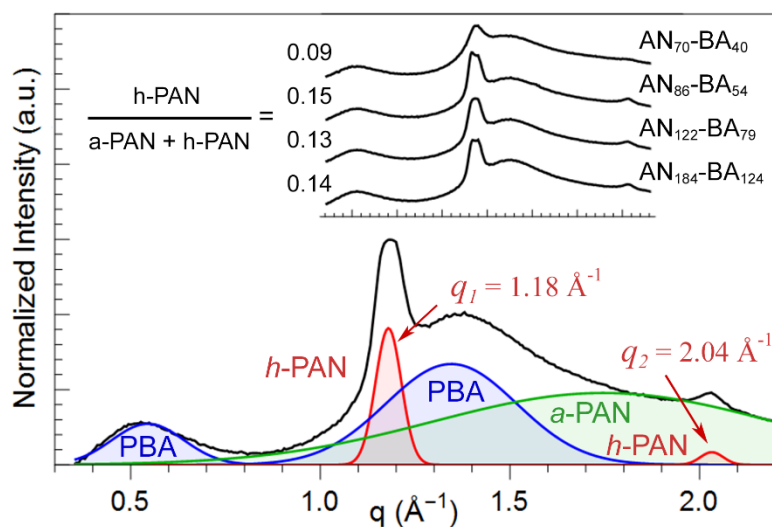 h-PAN
a-PAN + h-PAN
=
0.09
AN₇₀-BA₄₀
0.15
AN₈₆-BA₅₄
0.13
AN₁₂₂-BA₇₉
0.14
AN₁₈₄-BA₁₂₄
Normalized Intensity (a.u.)
q₁ = 1.18 Å⁻¹
q₂ = 2.04 Å⁻¹
h-PAN
PBA
PBA
a-PAN
h-PAN
0.5
1.0
1.5
2.0
q (Å⁻¹)